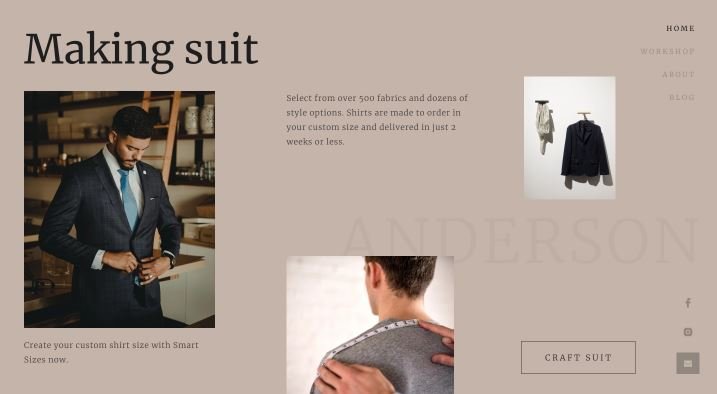 Making suit
HOME
WORKSHOP
ABOUT
BLOG
Select from over 500 fabrics and dozens of
style options. Shirts are made to order in
your custom size and delivered in just 2
weeks or less.
ANDERSON
Create your custom shirt size with Smart
Sizes now.
CRAFT SUIT